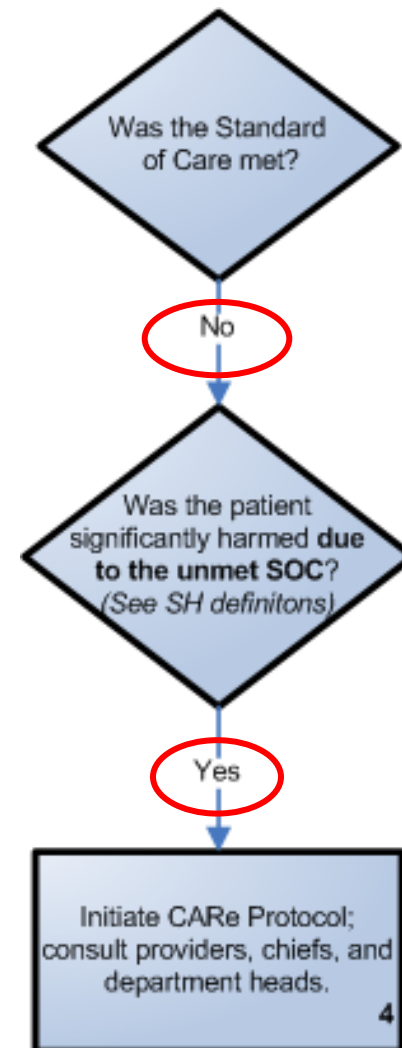 Was the Standard
of Care met?
No
Was the patient
significantly harmed due
to the unmet SOC?
(See SH definitons)
Yes
Initiate CARe Protocol;
consult providers, chiefs, and
department heads.
4